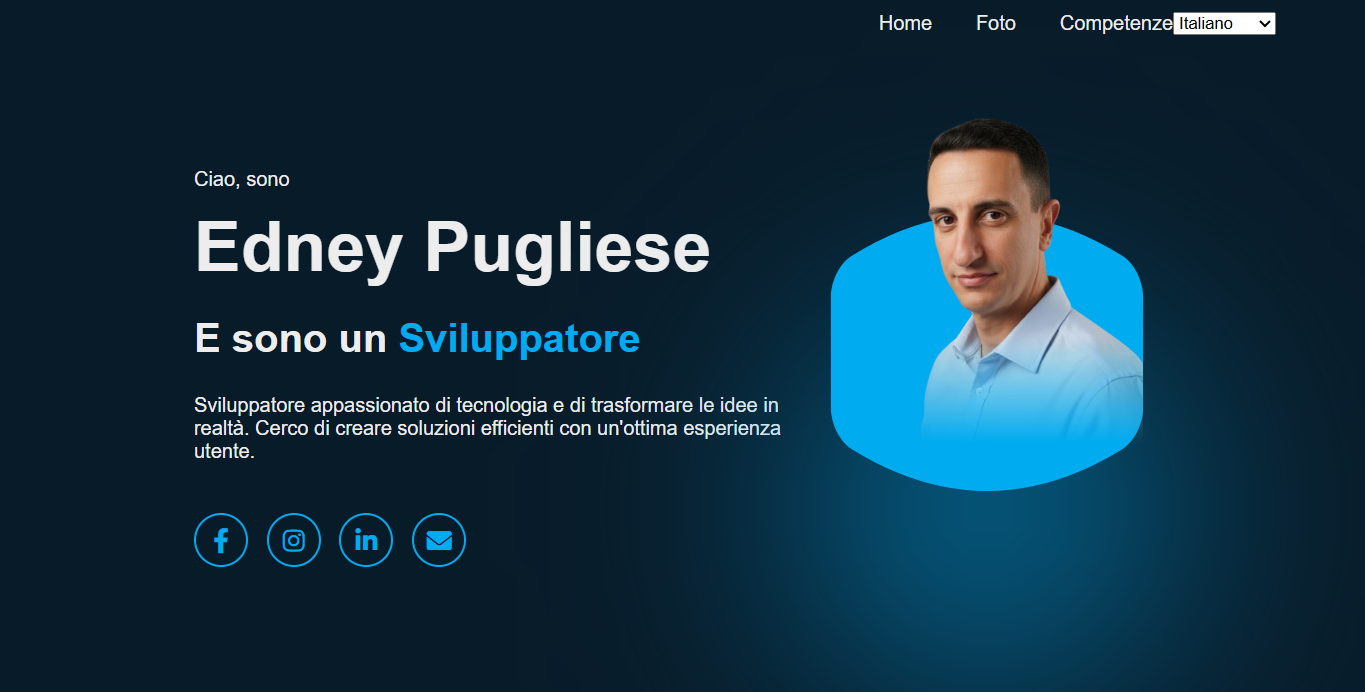 Home Foto Competenze Italiano
Ciao, sono
Edney Pugliese
E sono un Sviluppatore
Sviluppatore appassionato di tecnologia e di trasformare le idee in
realtà. Cerco di creare soluzioni efficienti con un'ottima esperienza
utente.